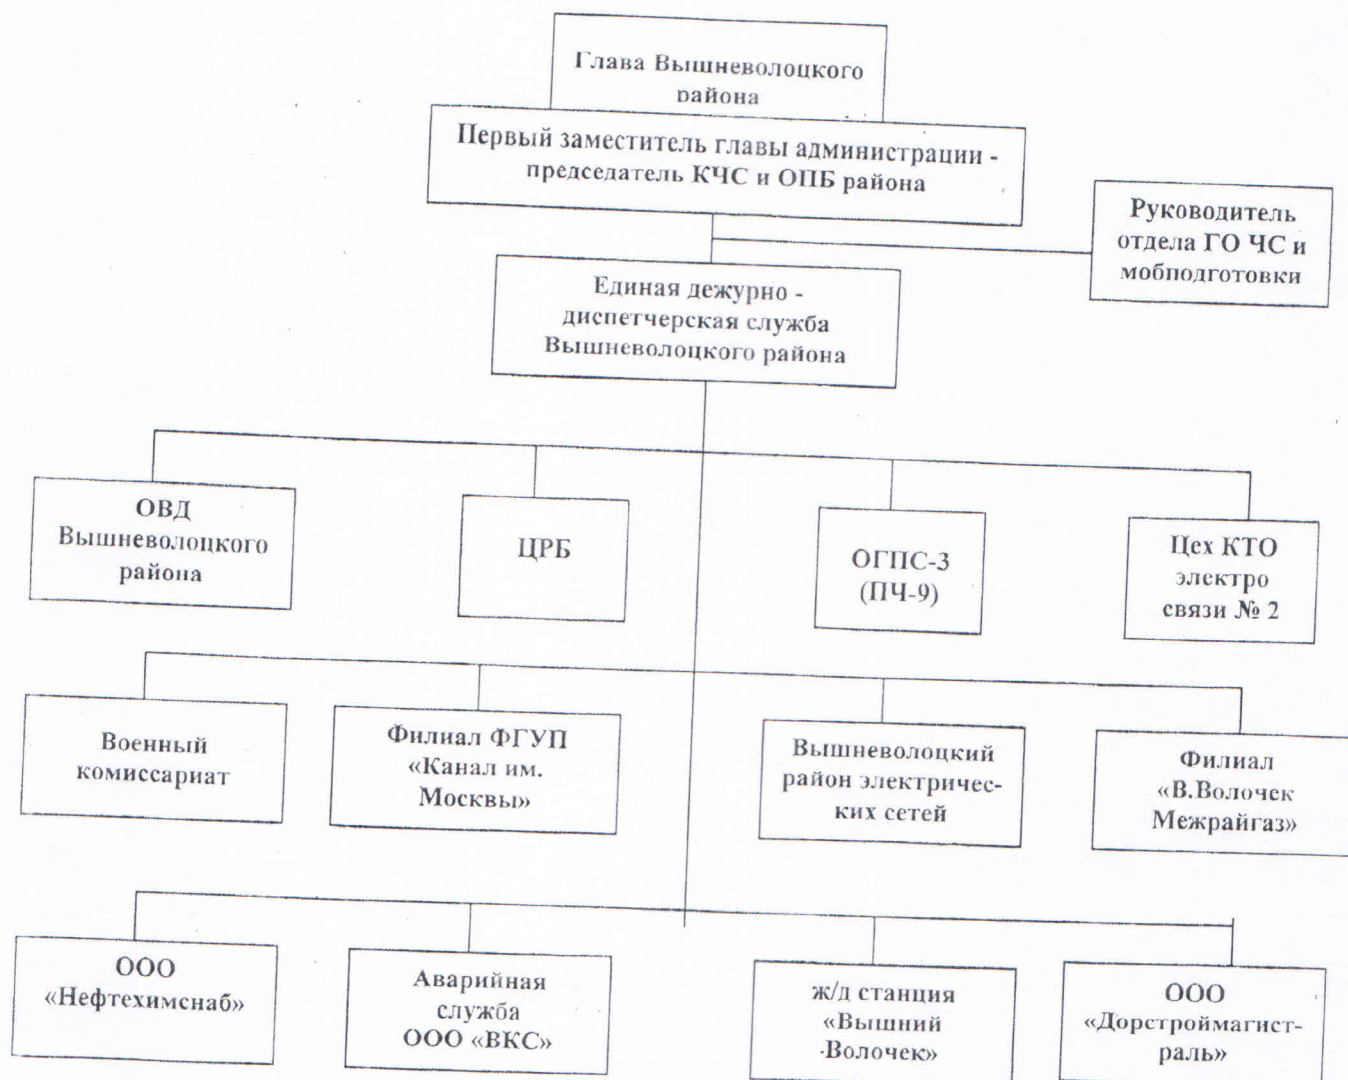 Глава Вышневолоцкого
района
Первый заместитель главы администрации -
председатель КЧС и ОПБ района
Руководитель
отдела ГО ЧС и
мобподготовки
Единая дежурно -
диспетчерская служба
Вышневолоцкого района
ОВД
Вышневолоцкого
района
ЦРБ
ОГПС-3
(ПЧ-9)
Цех КТО
электро
связи № 2
Военный
комиссариат
Филиал ФГУП
«Канал им.
Москвы»
Вышневолоцкий
район электричес-
ких сетей
Филиал
«В.Волочек
Межрайгаз»
ООО
«Нефтехимснаб»
Аварийная
служба
ООО «ВКС»
ж/д станция
«Вышний
-Волочек»
ООО
«Дорстроймагист-
раль»